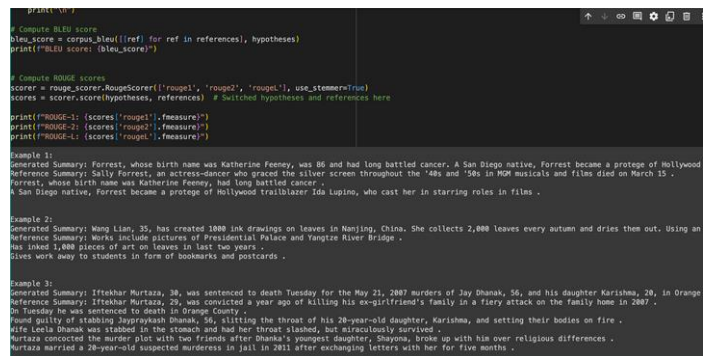 print("\n")
# Compute BLEU score
bleu_score = corpus_bleu([[ref] for ref in references], hypotheses)
print(f"BLEU score: {bleu_score}")
# Compute ROUGE scores
scorer = rouge_scorer.RougeScorer(['rouge1', 'rouge2', 'rougeL'], use_stemmer=True)
scores = scorer.score(hypotheses, references)  # Switched hypotheses and references here
print(f"ROUGE-1: {scores['rouge1'].fmeasure}")
print(f"ROUGE-2: {scores['rouge2'].fmeasure}")
print(f"ROUGE-L: {scores['rougeL'].fmeasure}")
Example 1:
Generated Summary: Forrest, whose birth name was Katherine Feeney, was 86 and had long battled cancer. A San Diego native, Forrest became a protege of Hollywood
Reference Summary: Sally Forrest, an actress-dancer who graced the silver screen throughout the '40s and '50s in MGM musicals and films died on March 15 .
Forrest, whose birth name was Katherine Feeney, had long battled cancer .
A San Diego native, Forrest became a protege of Hollywood trailblazer Ida Lupino, who cast her in starring roles in films .
Example 2:
Generated Summary: Wang Lian, 35, has created 1000 ink drawings on leaves in Nanjing, China. She collects 2,000 leaves every autumn and dries them out. Using an
Reference Summary: Works include pictures of Presidential Palace and Yangtze River Bridge .
Has inked 1,000 pieces of art on leaves in last two years .
Gives work away to students in form of bookmarks and postcards .
Example 3:
Generated Summary: Iftekhar Murtaza, 30, was sentenced to death Tuesday for the May 21, 2007 murders of Jay Dhanak, 56, and his daughter Karishma, 20, in Orange
Reference Summary: Iftekhar Murtaza, 29, was convicted a year ago of killing his ex-girlfriend's family in a fiery attack on the family home in 2007 .
On Tuesday he was sentenced to death in Orange County .
Found guilty of stabbing Jaypraykash Dhanak, 56, slitting the throat of his 20-year-old daughter, Karishma, and setting their bodies on fire .
Wife Leela Dhanak was stabbed in the stomach and had her throat slashed, but miraculously survived .
Murtaza concocted the murder plot with two friends after Dhanka's youngest daughter, Shayona, broke up with him over religious differences .
Murtaza married a 20-year-old suspected murderess in jail in 2011 after exchanging letters with her for five months .